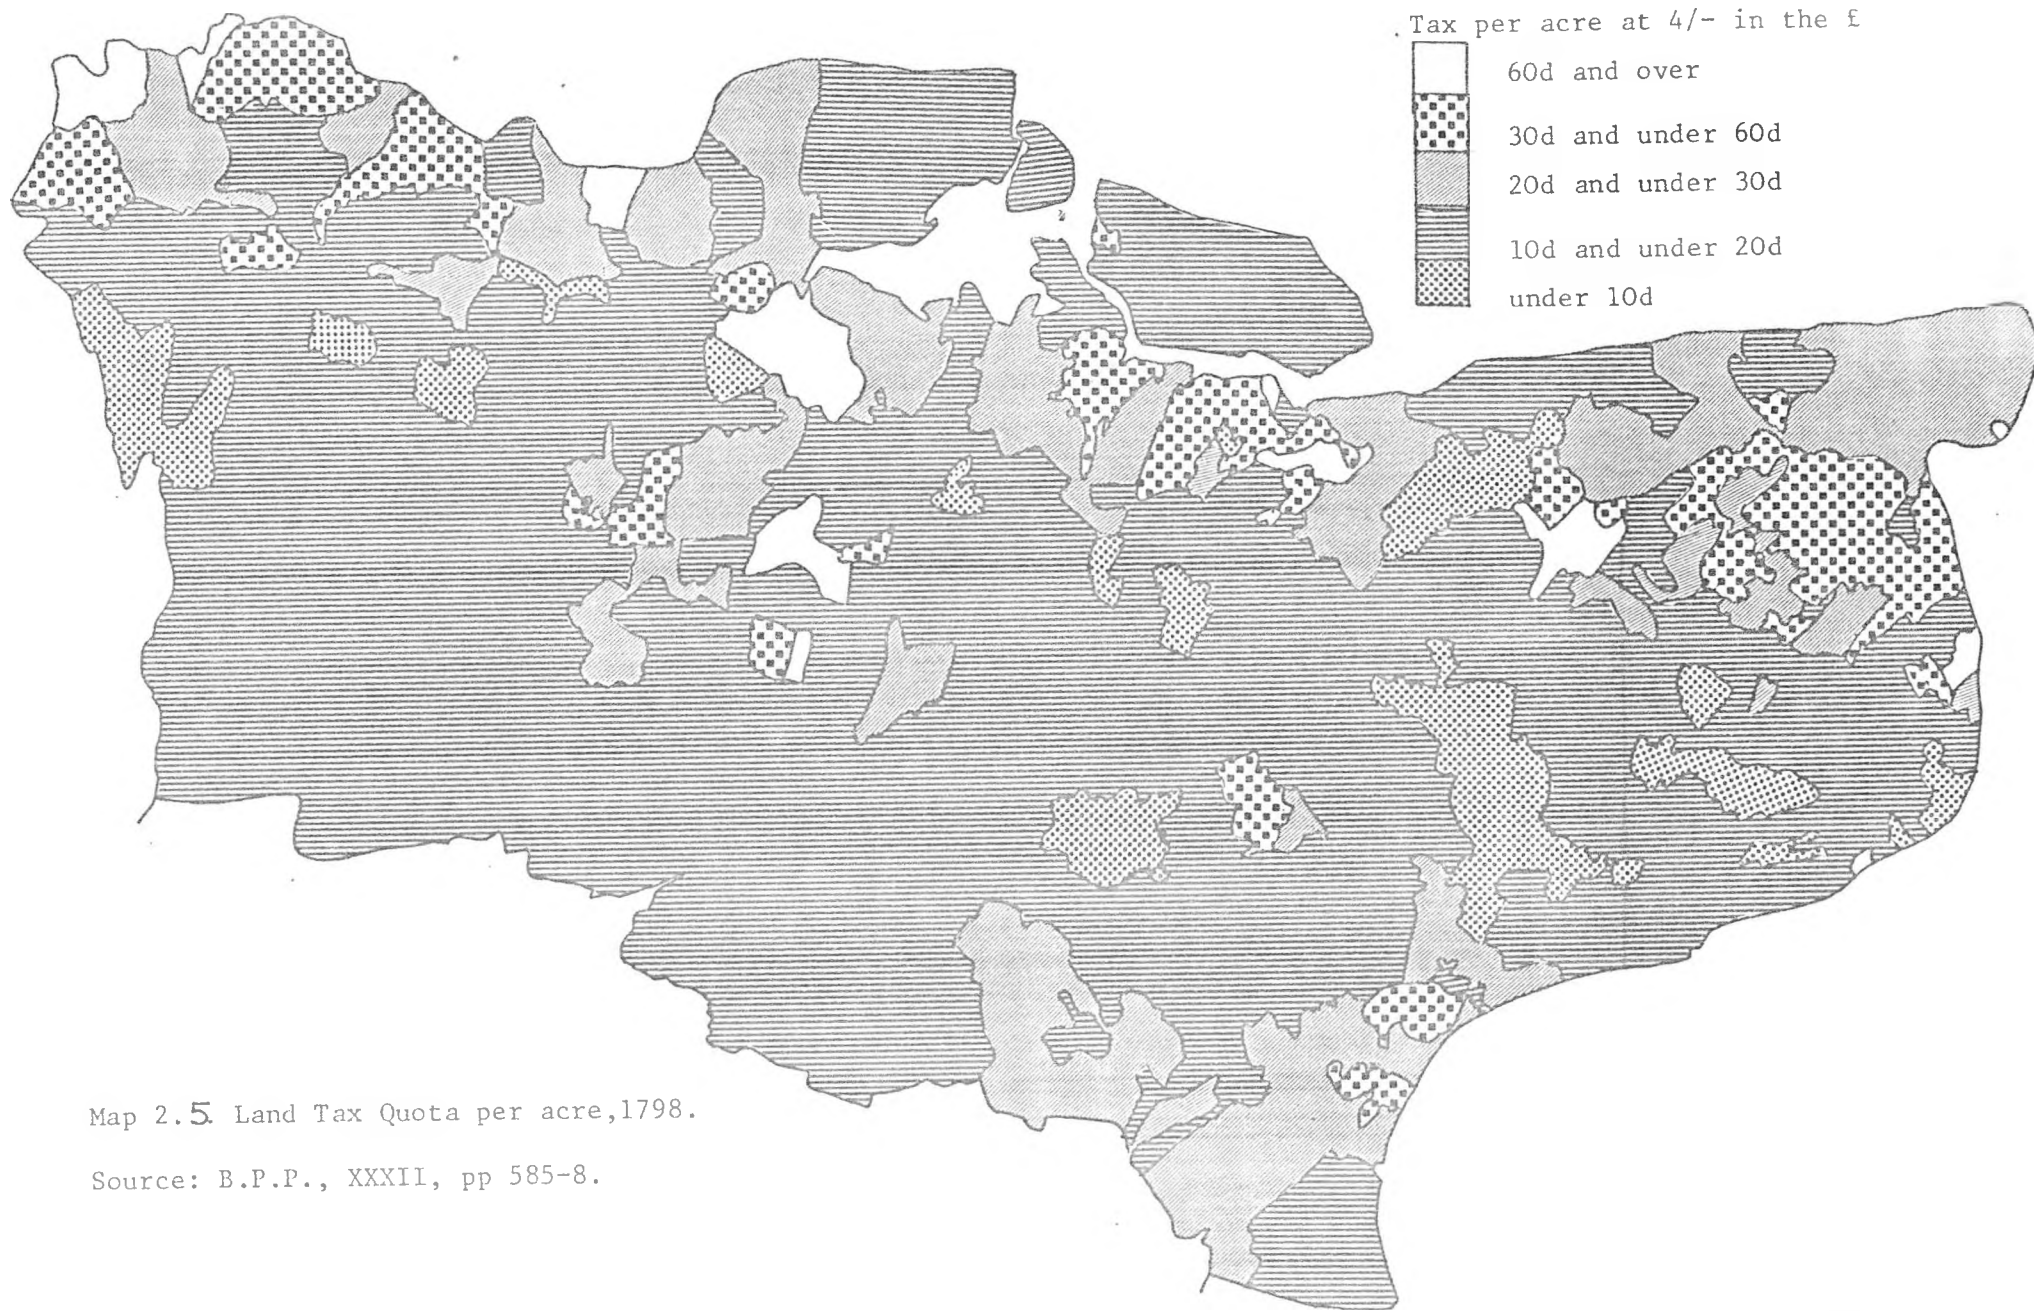 Tax per acre at 4/- in the £
60d and over
30d and under 60d
20d and under 30d
10d and under 20d
under 10d
Map 2.5. Land Tax Quota per acre,1798.
Source: B.P.P., XXXII, pp 585-8.